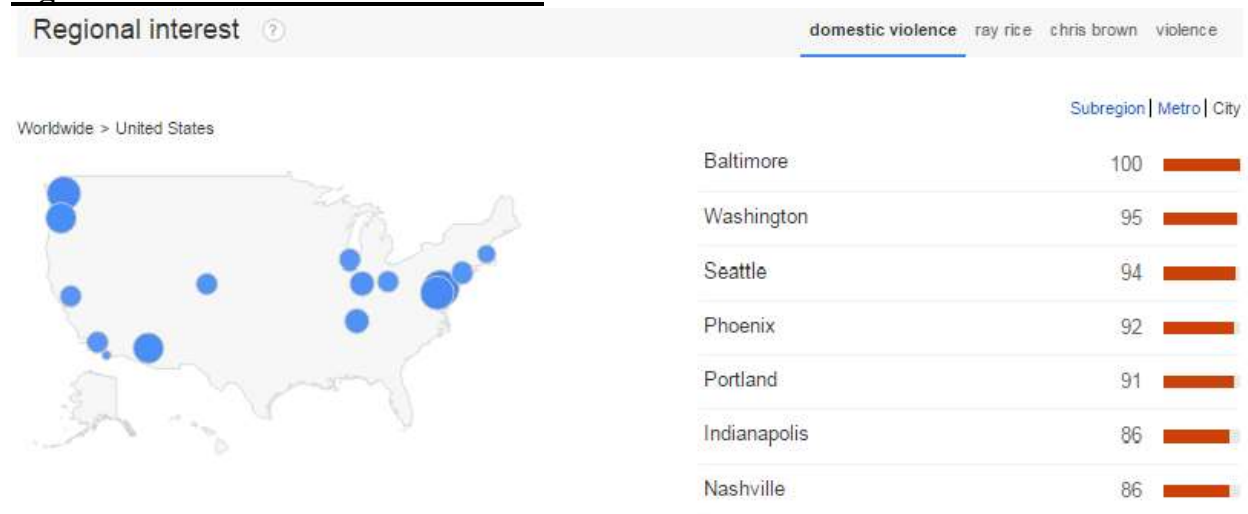 Regional interest ?
domestic violence ray rice chris brown violence
Subregion | Metro | City
Worldwide > United States
Baltimore 100
Washington 95
Seattle 94
Phoenix 92
Portland 91
Indianapolis 86
Nashville 86